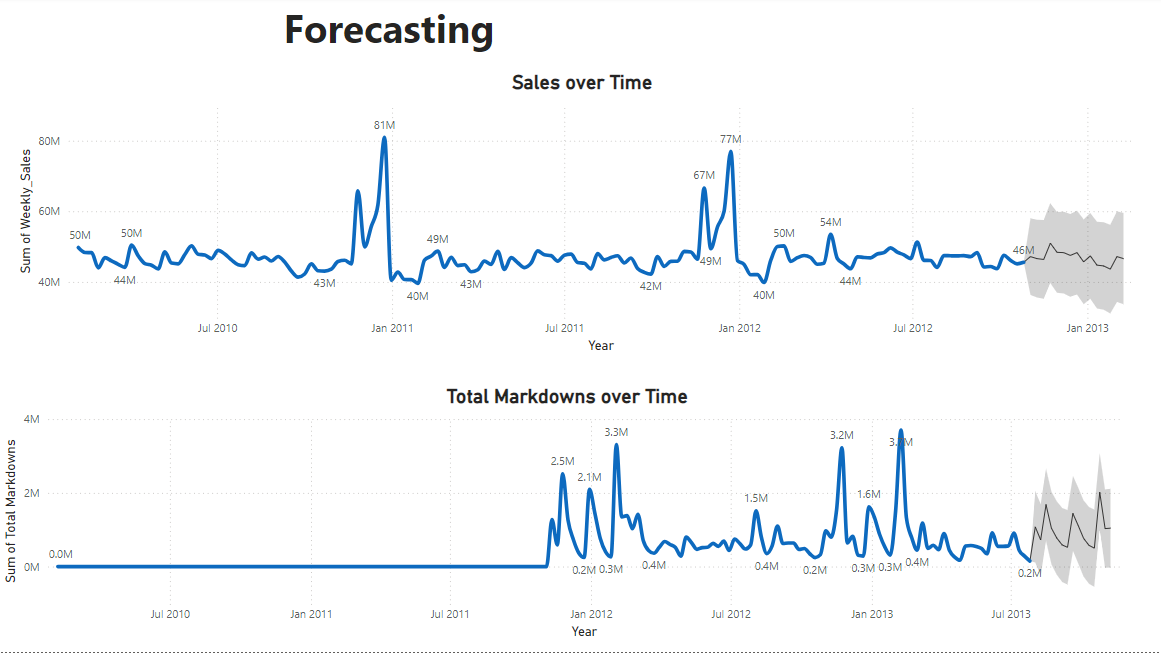 Forecasting
Sales over Time
Sum of Weekly_Sales
80M
60M
40M
50M
50M
44M
43M
81M
40M
49M
43M
42M
67M
49M
77M
40M
50M
54M
44M
46M
Jul 2010
Jan 2011
Jul 2011
Jan 2012
Jul 2012
Jan 2013
Year
Total Markdowns over Time
Sum of Total Markdowns
4M
2M
0M
0.0M
2.5M
0.2M
2.1M
0.3M
3.3M
0.4M
1.5M
0.4M
0.2M
3.2M
0.3M
1.6M
0.3M
0.4M
0.2M
Jul 2010
Jan 2011
Jul 2011
Jan 2012
Jul 2012
Jan 2013
Jul 2013
Year